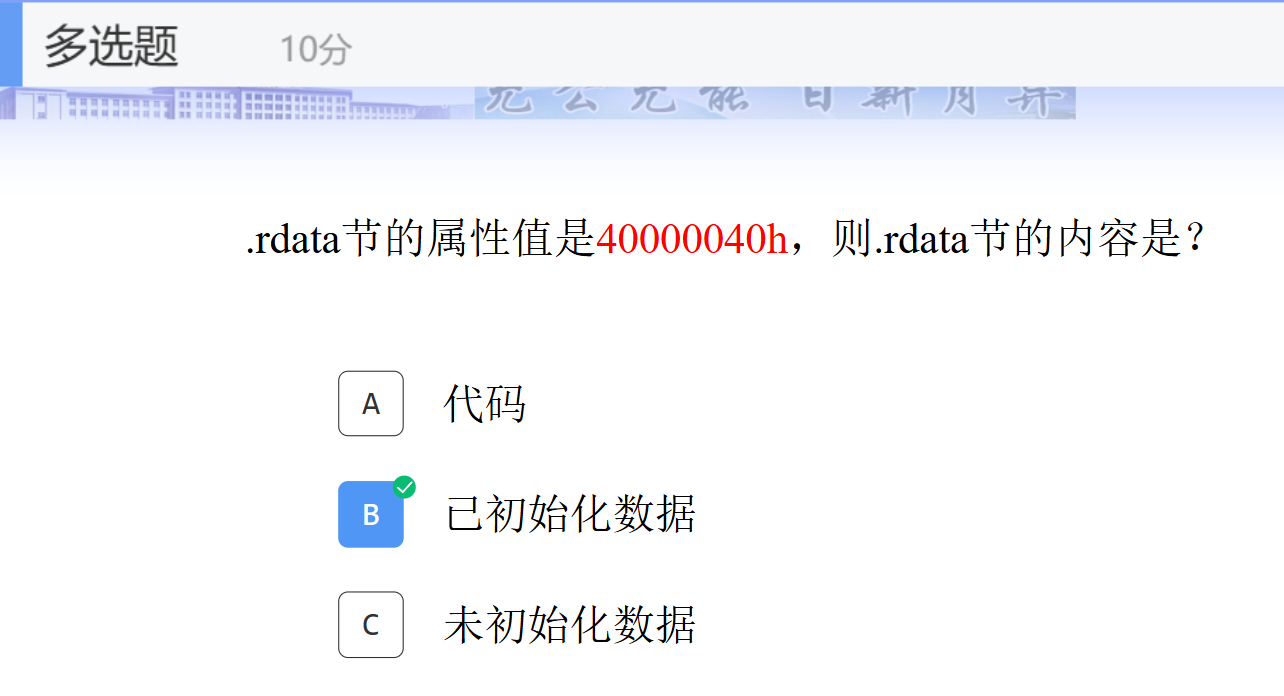 多选题 10分
.rdata节的属性值是40000040h，则.rdata节的内容是？
A 代码
B 已初始化数据
C 未初始化数据